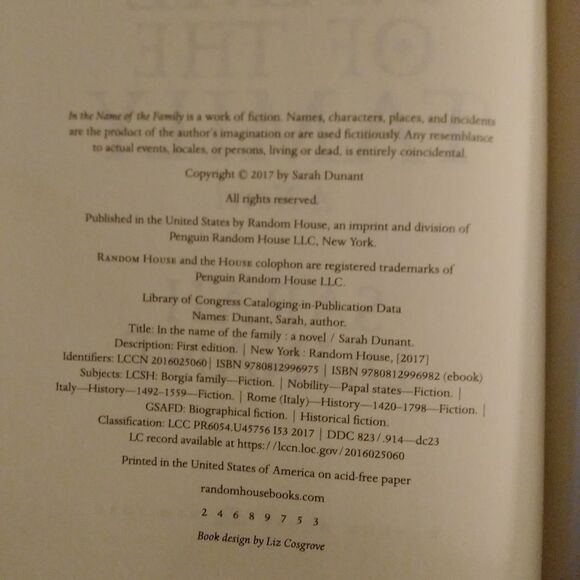 In the Name of the Family is a work of fiction. Names, characters, places, and incidents
are the product of the author's imagination or are used fictitiously. Any resemblance
to actual events, locales, or persons, living or dead, is entirely coincidental.
Copyright © 2017 by Sarah Dunant
All rights reserved.
Published in the United States by Random House, an imprint and division of
Penguin Random House LLC, New York.
RANDOM HOUSE and the HOUSE colophon are registered trademarks of
Penguin Random House LLC.
Library of Congress Cataloging-in-Publication Data
Names: Dunant, Sarah, author.
Title: In the name of the family : a novel / Sarah Dunant.
Description: First edition. | New York : Random House, [2017]
Identifiers: LCCN 2016025060| ISBN 9780812996975 | ISBN 9780812996982 (ebook)
Subjects: LCSH: Borgia family—Fiction. | Nobility—Papal states—Fiction. |
Italy—History—1492–1559—Fiction. | Rome (Italy)—History—1420–1798—Fiction. |
GSAFD: Biographical fiction. | Historical fiction.
Classification: LCC PR6054.U45756 I53 2017 | DDC 823/.914—dc23
LC record available at https://lccn.loc.gov/2016025060
Printed in the United States of America on acid-free paper
randomhousebooks.com
2 4 6 8 9 7 5 3
Book design by Liz Cosgrove